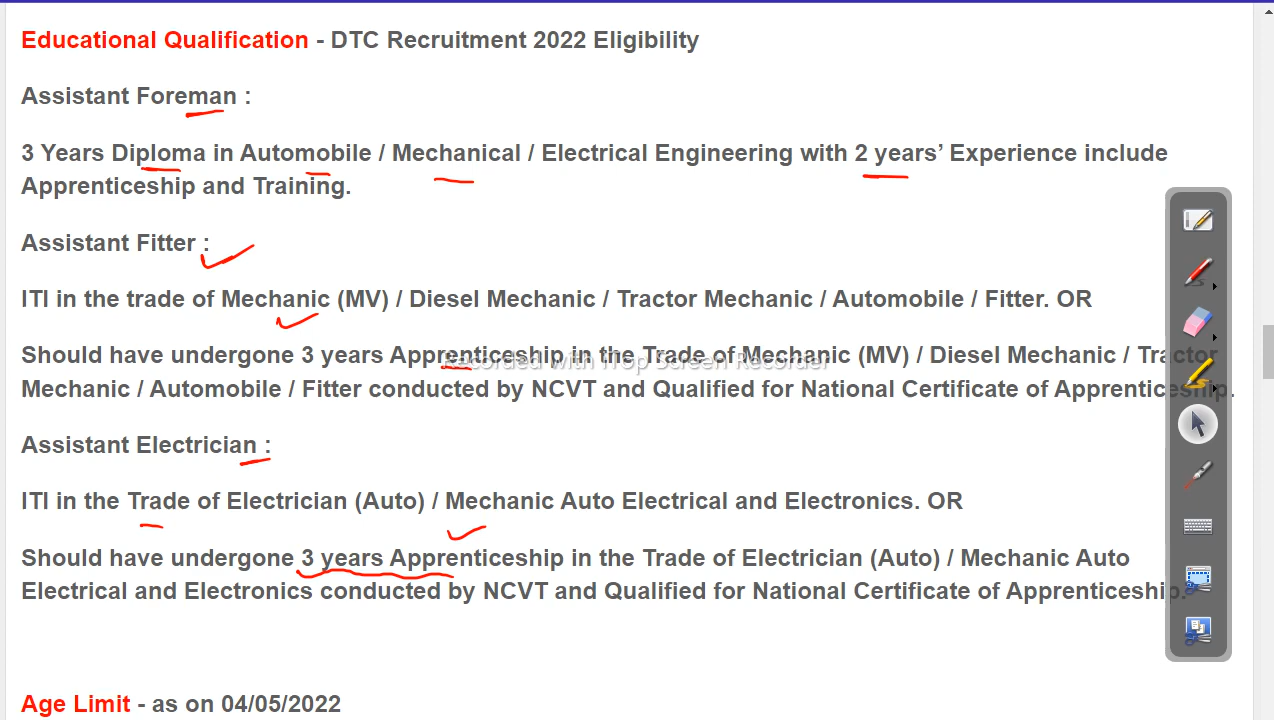 Educational Qualification - DTC Recruitment 2022 Eligibility
Assistant Foreman :
3 Years Diploma in Automobile / Mechanical / Electrical Engineering with 2 years’ Experience include
Apprenticeship and Training.
Assistant Fitter :
ITI in the trade of Mechanic (MV) / Diesel Mechanic / Tractor Mechanic / Automobile / Fitter. OR
Should have undergone 3 years Apprenticeship in the Trade of Mechanic (MV) / Diesel Mechanic / Tractor
Recorded with iTop Screen Recorder
Mechanic / Automobile / Fitter conducted by NCVT and Qualified for National Certificate of Apprenticeship.
Assistant Electrician :
ITI in the Trade of Electrician (Auto) / Mechanic Auto Electrical and Electronics. OR
Should have undergone 3 years Apprenticeship in the Trade of Electrician (Auto) / Mechanic Auto
Electrical and Electronics conducted by NCVT and Qualified for National Certificate of Apprenticeship.
Age Limit - as on 04/05/2022